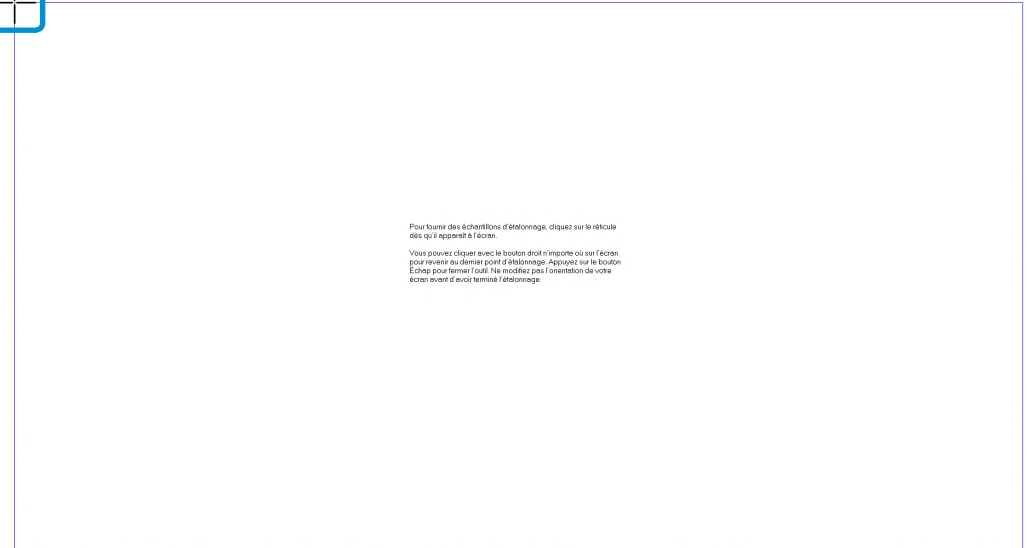 Pour fournir des échantillons d'étalonnage, cliquez sur le réticule
dès qu'il apparaît à l'écran.
Vous pouvez cliquer avec le bouton droit n'importe où sur l'écran
pour revenir au dernier point d'étalonnage. Appuyez sur le bouton
Échap pour fermer l'outil. Ne modifiez pas l'orientation de votre
écran avant d'avoir terminé l'étalonnage.